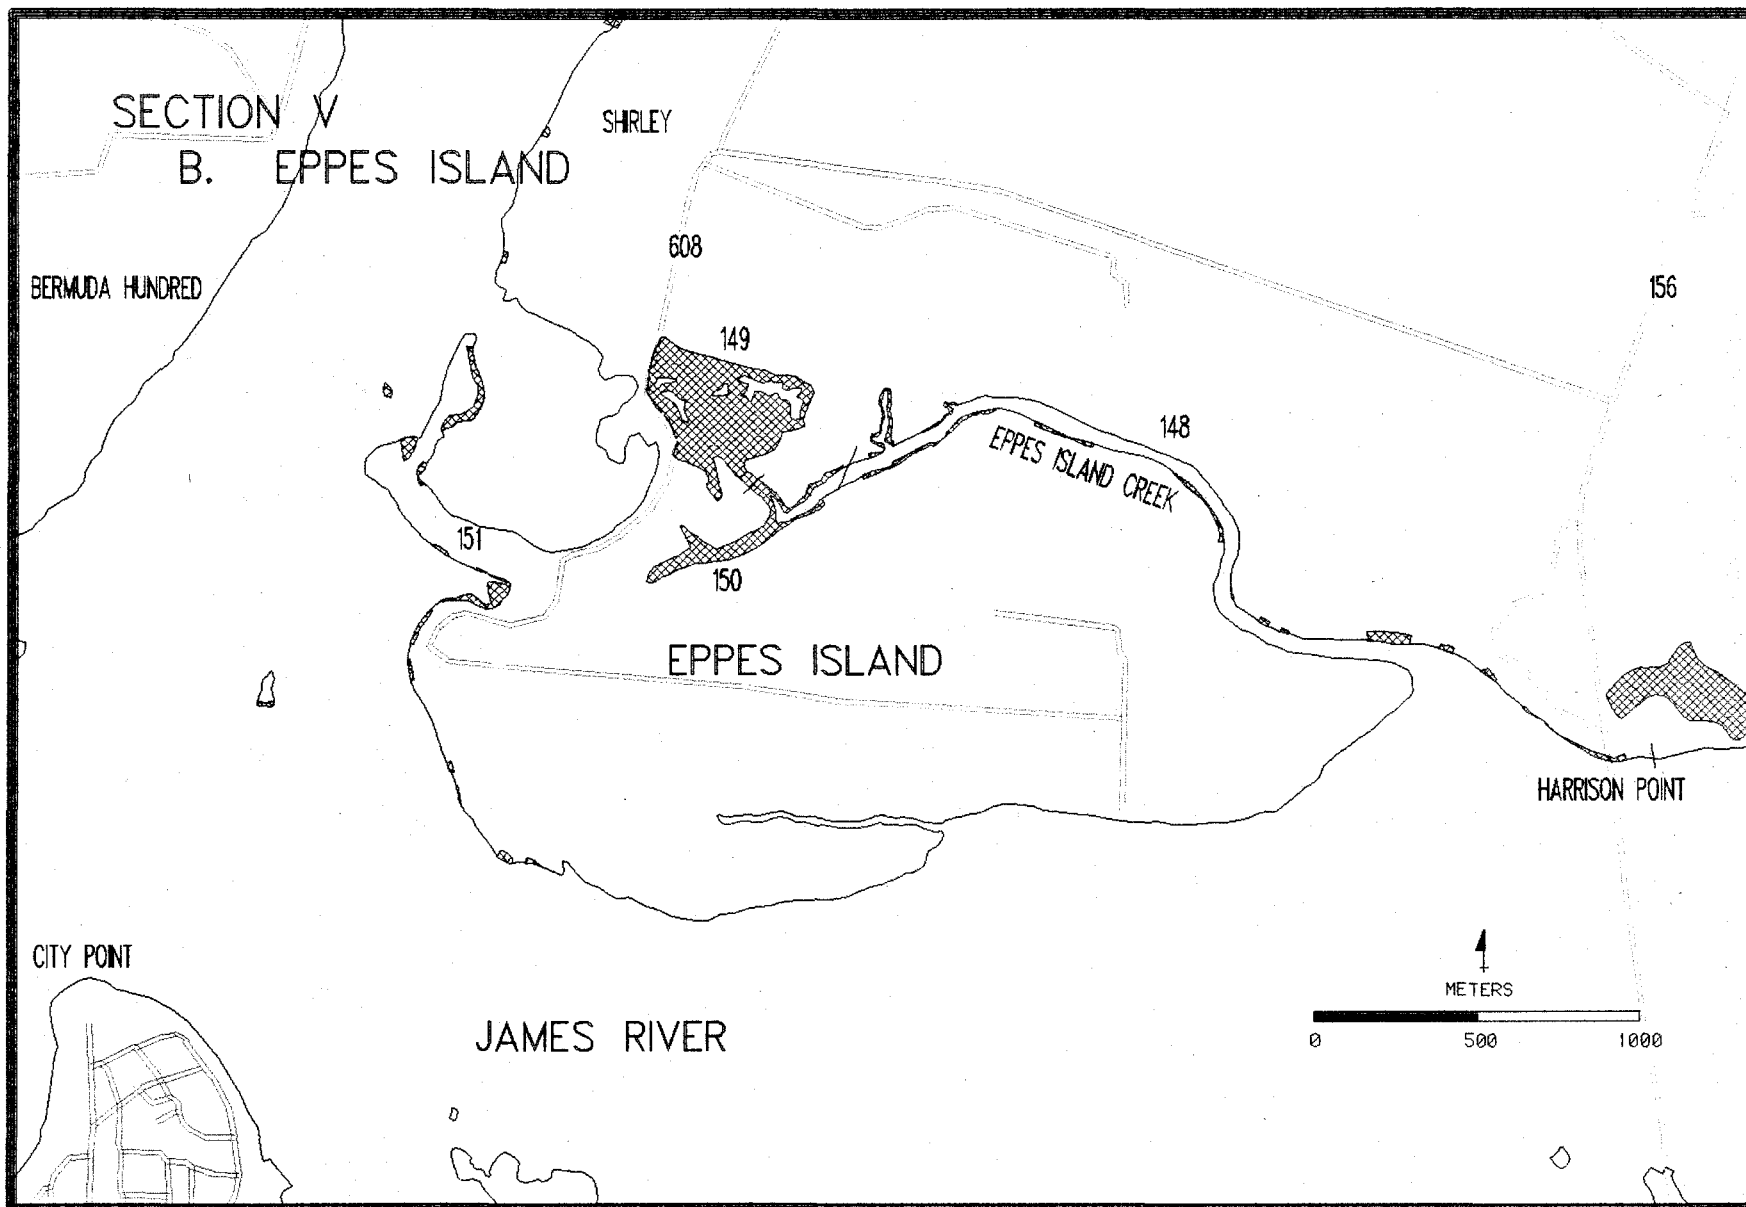 SECTION V
B. EPPES ISLAND
SHIRLEY
608
BERMUDA HUNDRED
156
149
148
EPPES ISLAND CREEK
151
150
EPPES ISLAND
HARRISON POINT
CITY POINT
METERS
JAMES RIVER
0 500 1000